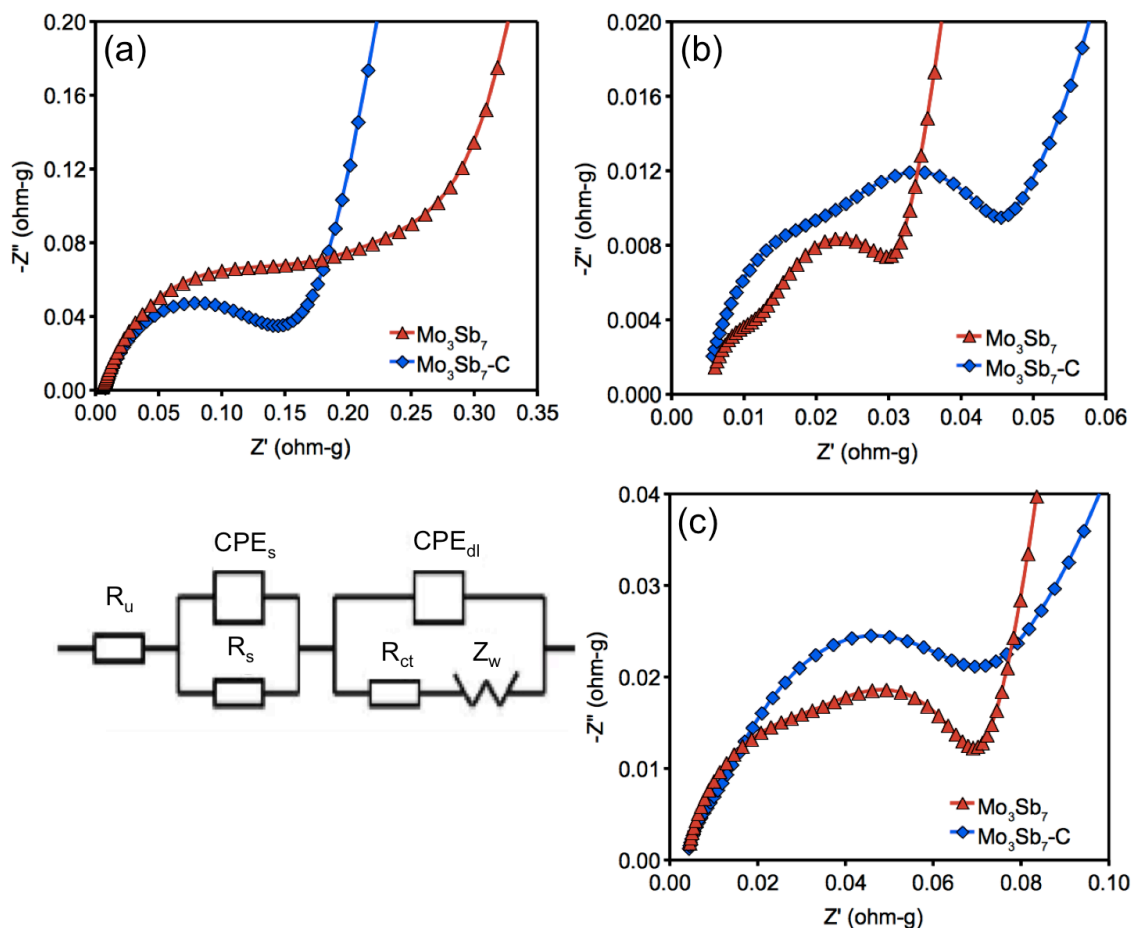 (a)
0.20
0.16
0.12
0.08
0.04
0.00
-Z" (ohm-g)
0.00 0.05 0.10 0.15 0.20 0.25 0.30 0.35
Z' (ohm-g)
Mo₃Sb₇
Mo₃Sb₇-C
(b)
0.020
0.016
0.012
0.008
0.004
0.000
-Z" (ohm-g)
0.00 0.01 0.02 0.03 0.04 0.05 0.06
Z' (ohm-g)
Mo₃Sb₇
Mo₃Sb₇-C
CPEₛ CPE_dl
Rᵤ
Rₛ R_ct Z_w
(c)
0.04
0.03
0.02
0.01
0.00
-Z" (ohm-g)
0.00 0.02 0.04 0.06 0.08 0.10
Z' (ohm-g)
Mo₃Sb₇
Mo₃Sb₇-C